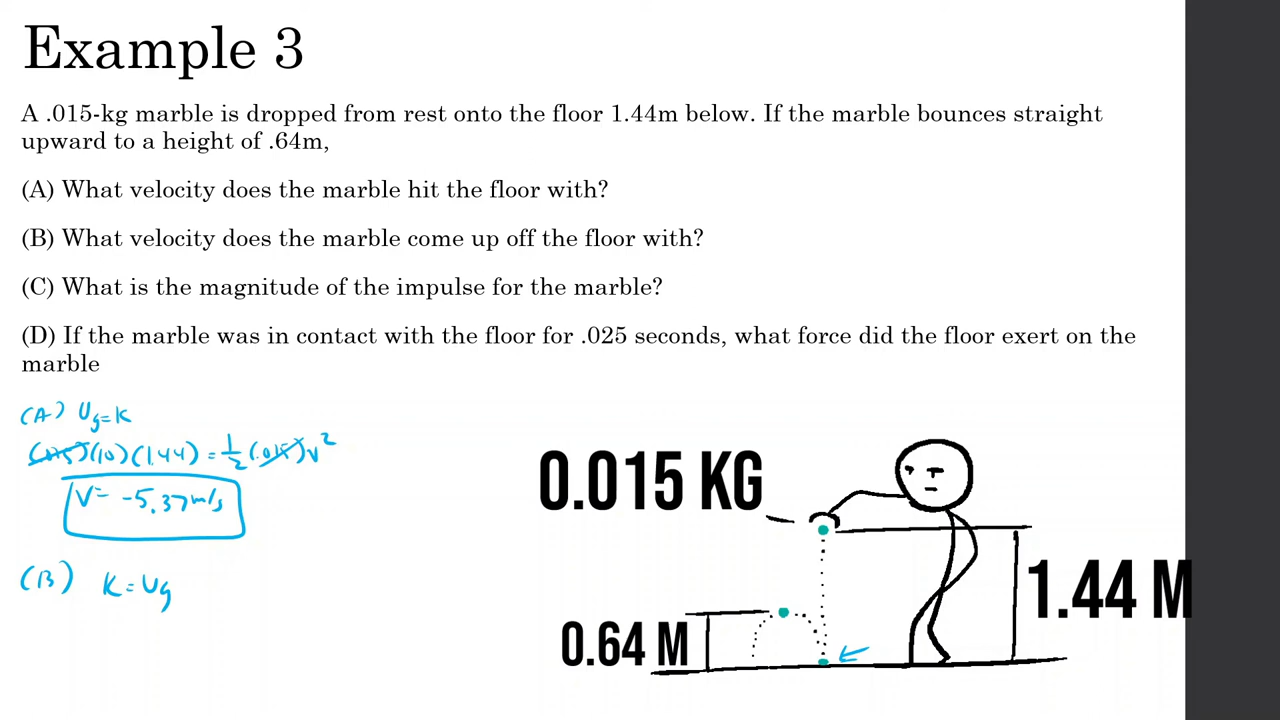 Example 3
A .015-kg marble is dropped from rest onto the floor 1.44m below. If the marble bounces straight
upward to a height of .64m,
(A) What velocity does the marble hit the floor with?
(B) What velocity does the marble come up off the floor with?
(C) What is the magnitude of the impulse for the marble?
(D) If the marble was in contact with the floor for .025 seconds, what force did the floor exert on the
marble
(A) Ug=K
(.015)(10)(1.44) = 1/2 (.015)v²
V= -5.37m/s
(B) K=Ug
0.015 KG
1.44 M
0.64 M